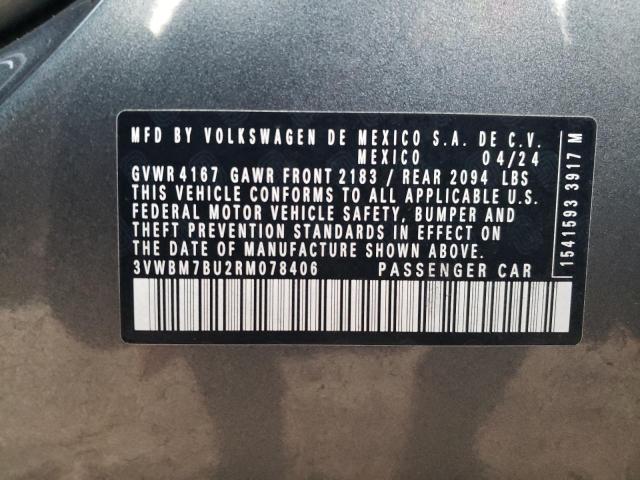 MFD BY VOLKSWAGEN DE MEXICO S.A. DE C.V.
MEXICO 04/24
GVWR 4167 GAWR FRONT 2183 / REAR 2094 LBS
THIS VEHICLE CONFORMS TO ALL APPLICABLE U.S.
FEDERAL MOTOR VEHICLE SAFETY, BUMPER AND
THEFT PREVENTION STANDARDS IN EFFECT ON
THE DATE OF MANUFACTURE SHOWN ABOVE.
3VWBM7BU2RM078406 PASSENGER CAR
1541593 3917 M